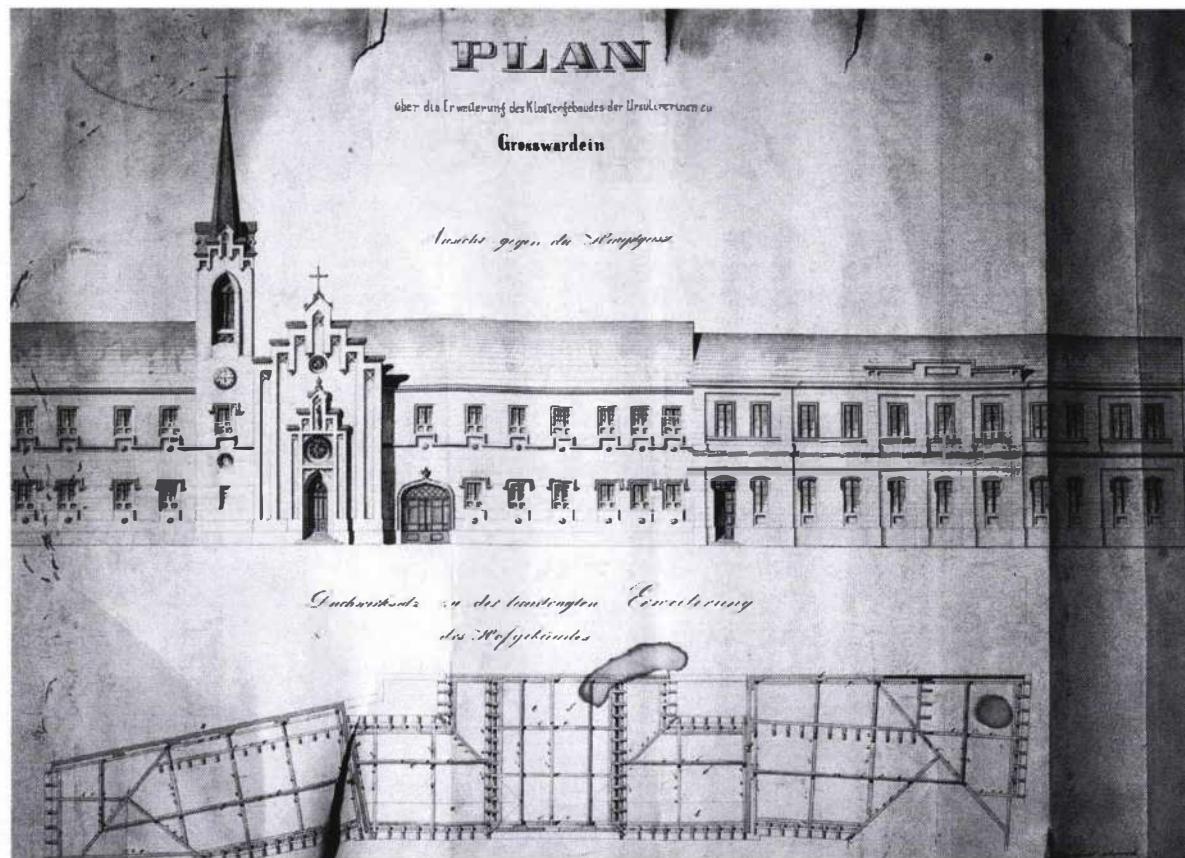 PLAN
über die Erweiterung des Klostergebäudes der Ursulierinen zu
Grosswardein
Ansicht gegen die Hauptgasse
Dachwerksatz zu der beantragten Erweiterung
des Hofgebäudes